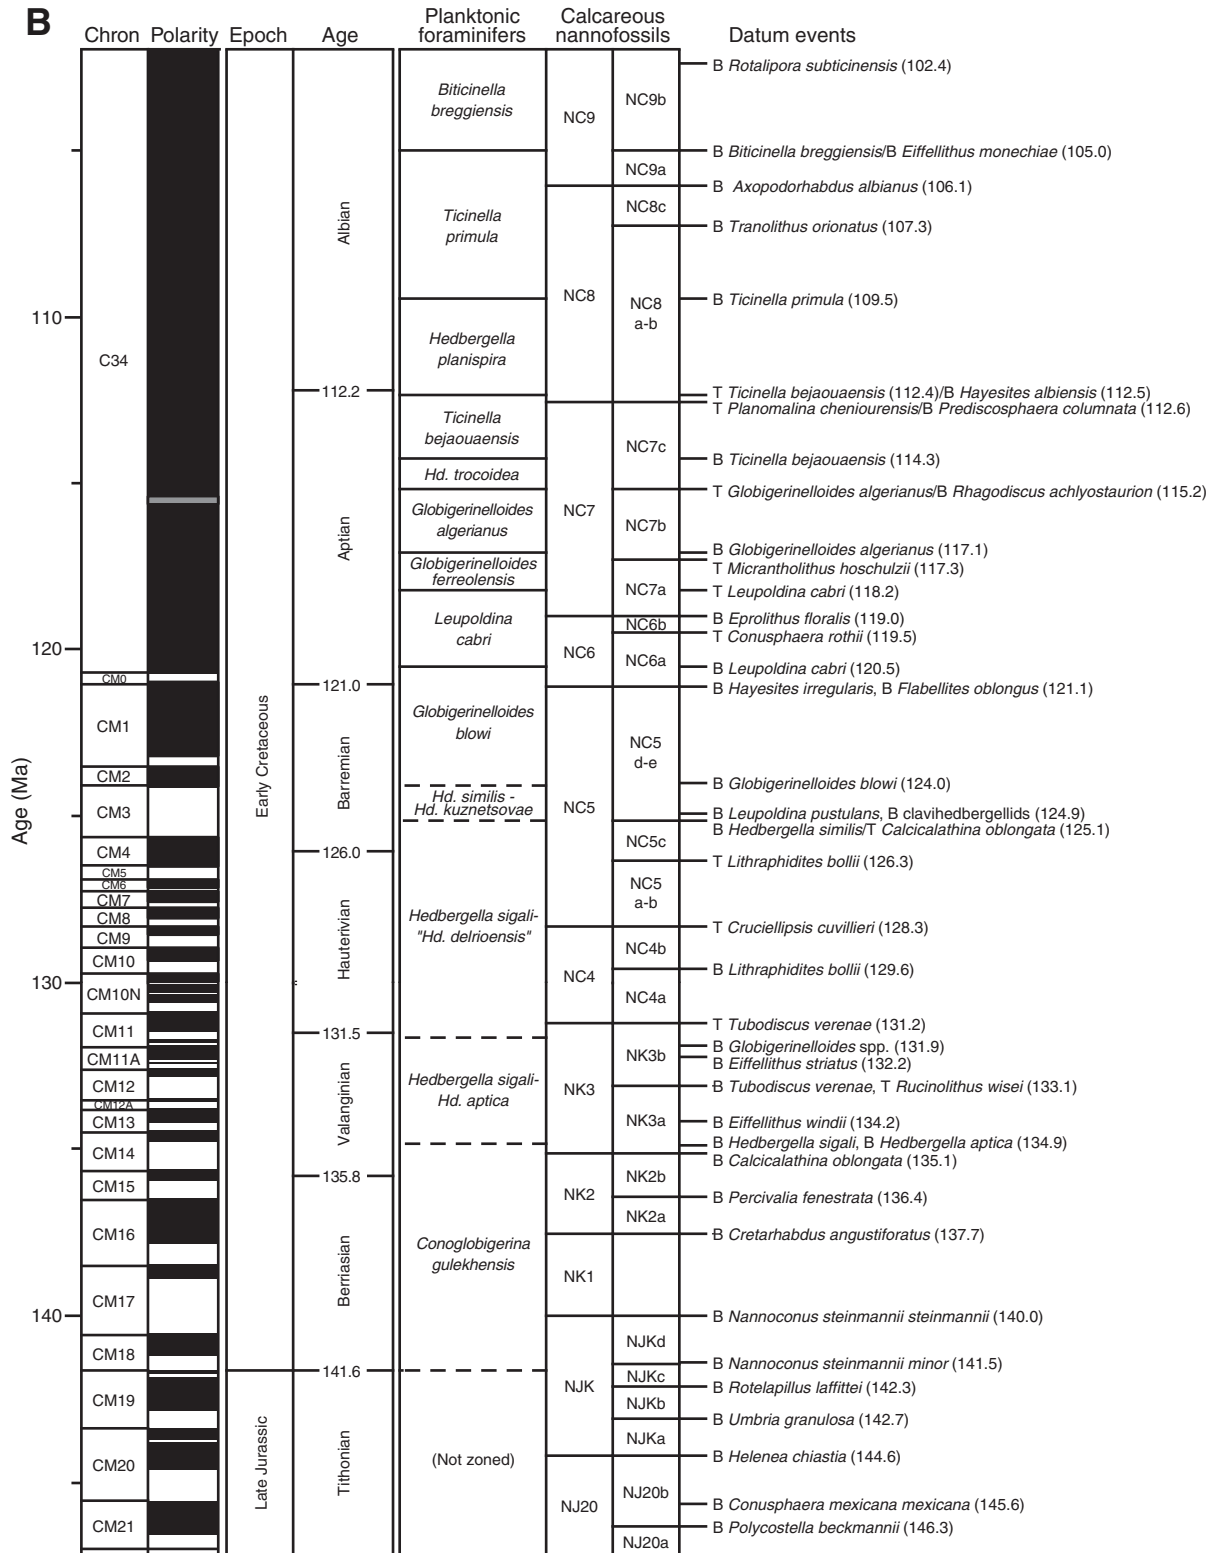 B
Chron Polarity Epoch Age Planktonic foraminifers Calcareous nannofossils Datum events
Age (Ma)
110
120
130
140
C34
CM0
CM1
CM2
CM3
CM4
CM5
CM6
CM7
CM8
CM9
CM10
CM10N
CM11
CM11A
CM12
CM12A
CM13
CM14
CM15
CM16
CM17
CM18
CM19
CM20
CM21
Early Cretaceous
Late Jurassic
Albian
112.2
Aptian
121.0
Barremian
126.0
Hauterivian
131.5
Valanginian
135.8
Berriasian
141.6
Tithonian
Biticinella
breggiensis
Ticinella
primula
Hedbergella
planispira
Ticinella
bejaouaensis
Hd. trocoidea
Globigerinelloides
algerianus
Globigerinelloides
ferreolensis
Leupoldina
cabri
Globigerinelloides
blowi
Hd. similis -
Hd. kuznetsovae
Hedbergella sigali-
"Hd. delrioensis"
Hedbergella sigali-
Hd. aptica
Conoglobigerina
gulekhensis
(Not zoned)
NC9
NC8
NC7
NC6
NC5
NC4
NK3
NK2
NK1
NJK
NJ20
NC9b
NC9a
NC8c
NC8
a-b
NC7c
NC7b
NC7a
NC6b
NC6a
NC5
d-e
NC5c
NC5
a-b
NC4b
NC4a
NK3b
NK3a
NK2b
NK2a
NJKd
NJKc
NJKb
NJKa
NJ20b
NJ20a
B Rotalipora subticinensis (102.4)
B Biticinella breggiensis/B Eiffellithus monechiae (105.0)
B Axopodorhabdus albianus (106.1)
B Tranolithus orionatus (107.3)
B Ticinella primula (109.5)
T Ticinella bejaouaensis (112.4)/B Hayesites albiensis (112.5)
T Planomalina cheniourensis/B Prediscosphaera columnata (112.6)
B Ticinella bejaouaensis (114.3)
T Globigerinelloides algerianus/B Rhagodiscus achlyostaurion (115.2)
B Globigerinelloides algerianus (117.1)
T Micrantholithus hoschulzii (117.3)
T Leupoldina cabri (118.2)
B Eprolithus floralis (119.0)
T Conusphaera rothii (119.5)
B Leupoldina cabri (120.5)
B Hayesites irregularis, B Flabellites oblongus (121.1)
B Globigerinelloides blowi (124.0)
B Leupoldina pustulans, B clavihedbergellids (124.9)
B Hedbergella similis/T Calcicalathina oblongata (125.1)
T Lithraphidites bollii (126.3)
T Cruciellipsis cuvillieri (128.3)
B Lithraphidites bollii (129.6)
T Tubodiscus verenae (131.2)
B Globigerinelloides spp. (131.9)
B Eiffellithus striatus (132.2)
B Tubodiscus verenae, T Rucinolithus wisei (133.1)
B Eiffellithus windii (134.2)
B Hedbergella sigali, B Hedbergella aptica (134.9)
B Calcicalathina oblongata (135.1)
B Percivalia fenestrata (136.4)
B Cretarhabdus angustiforatus (137.7)
B Nannoconus steinmannii steinmannii (140.0)
B Nannoconus steinmannii minor (141.5)
B Rotelapillus laffittei (142.3)
B Umbria granulosa (142.7)
B Helenea chiastia (144.6)
B Conusphaera mexicana mexicana (145.6)
B Polycostella beckmannii (146.3)